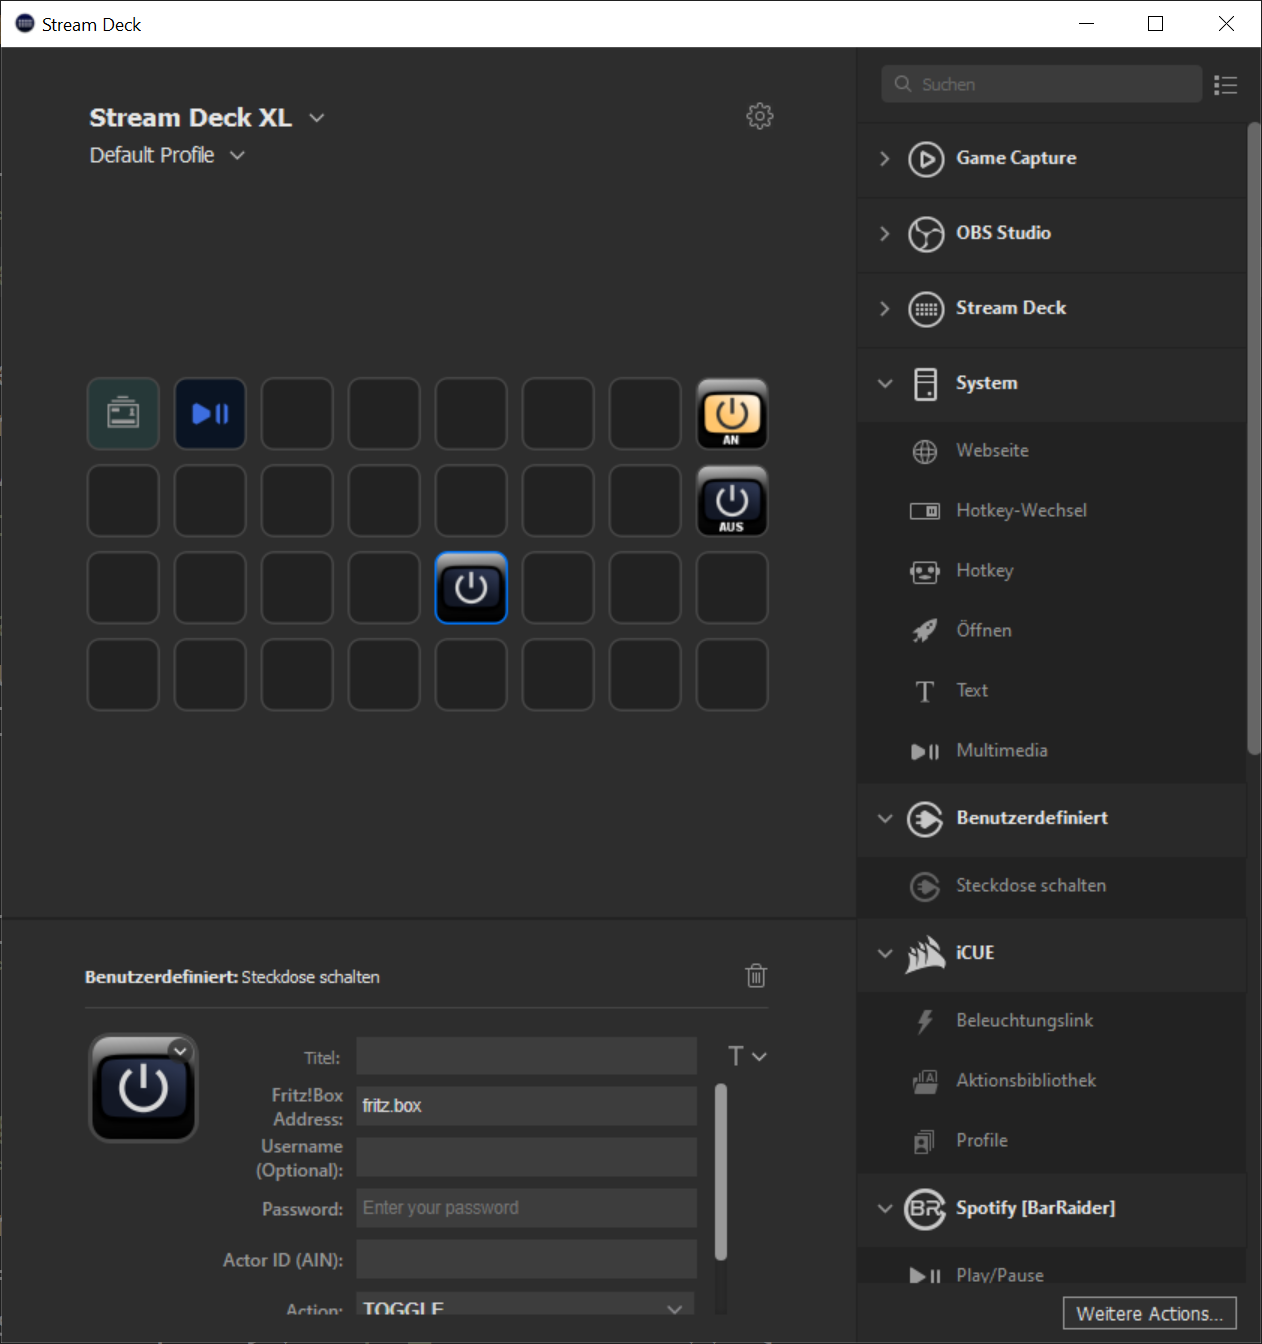 Stream Deck
Stream Deck XL
Default Profile
AN
AUS
Benutzerdefiniert: Steckdose schalten
Titel:
Fritz!Box
Address:
fritz.box
Username
(Optional):
Password:
Enter your password
Actor ID (AIN):
Action:
TOGGLE
T
Suchen
Game Capture
OBS Studio
Stream Deck
System
Webseite
Hotkey-Wechsel
Hotkey
Öffnen
T Text
Multimedia
Benutzerdefiniert
Steckdose schalten
iCUE
Beleuchtungslink
Aktionsbibliothek
Profile
BR Spotify [BarRaider]
Play/Pause
Weitere Actions...